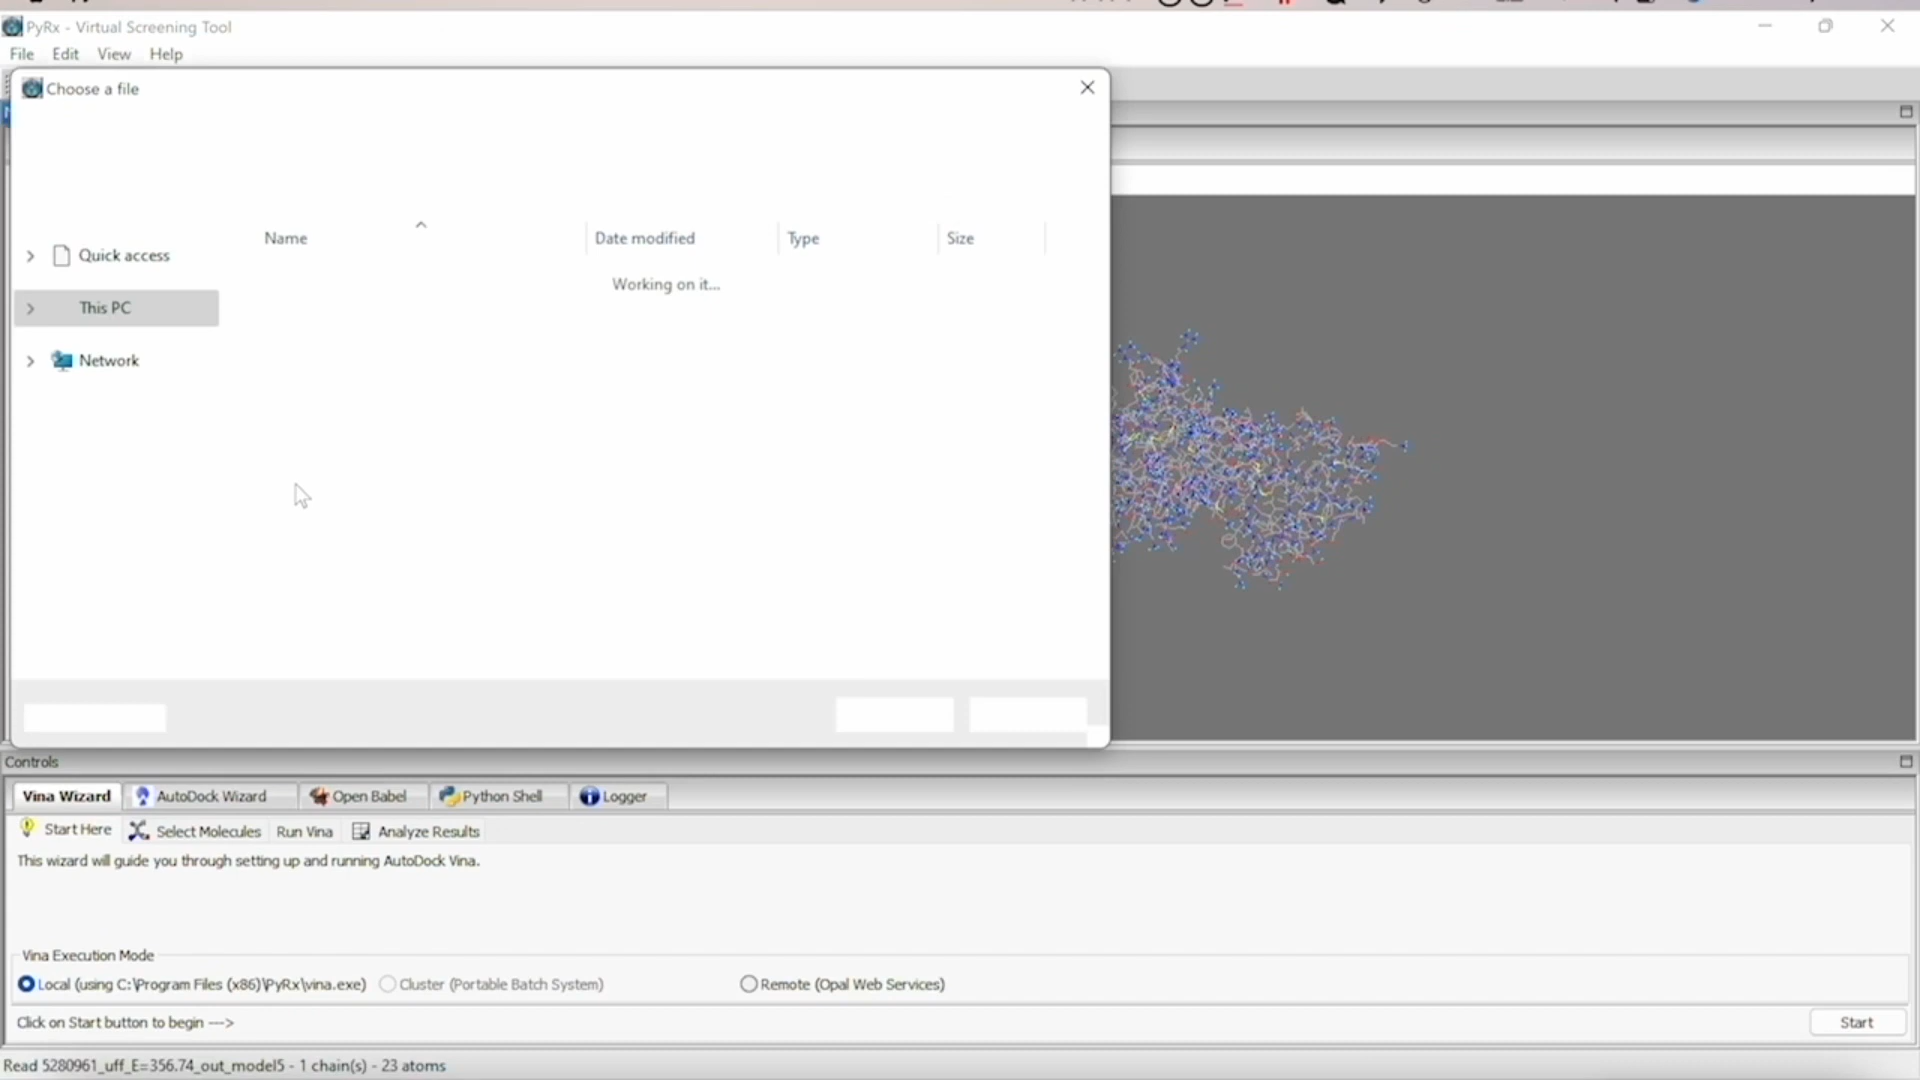 PyRx - Virtual Screening Tool
File Edit View Help
Choose a file
Name Date modified Type Size
Quick access
Working on it...
This PC
Network
Controls
Vina Wizard AutoDock Wizard Open Babel Python Shell Logger
Start Here Select Molecules Run Vina Analyze Results
This wizard will guide you through setting up and running AutoDock Vina.
Vina Execution Mode
Local (using C:\Program Files (x86)\PyRx\vina.exe) Cluster (Portable Batch System) Remote (Opal Web Services)
Click on Start button to begin --->
Start
Read 5280961_uff_E=356.74_out_model5 - 1 chain(s) - 23 atoms